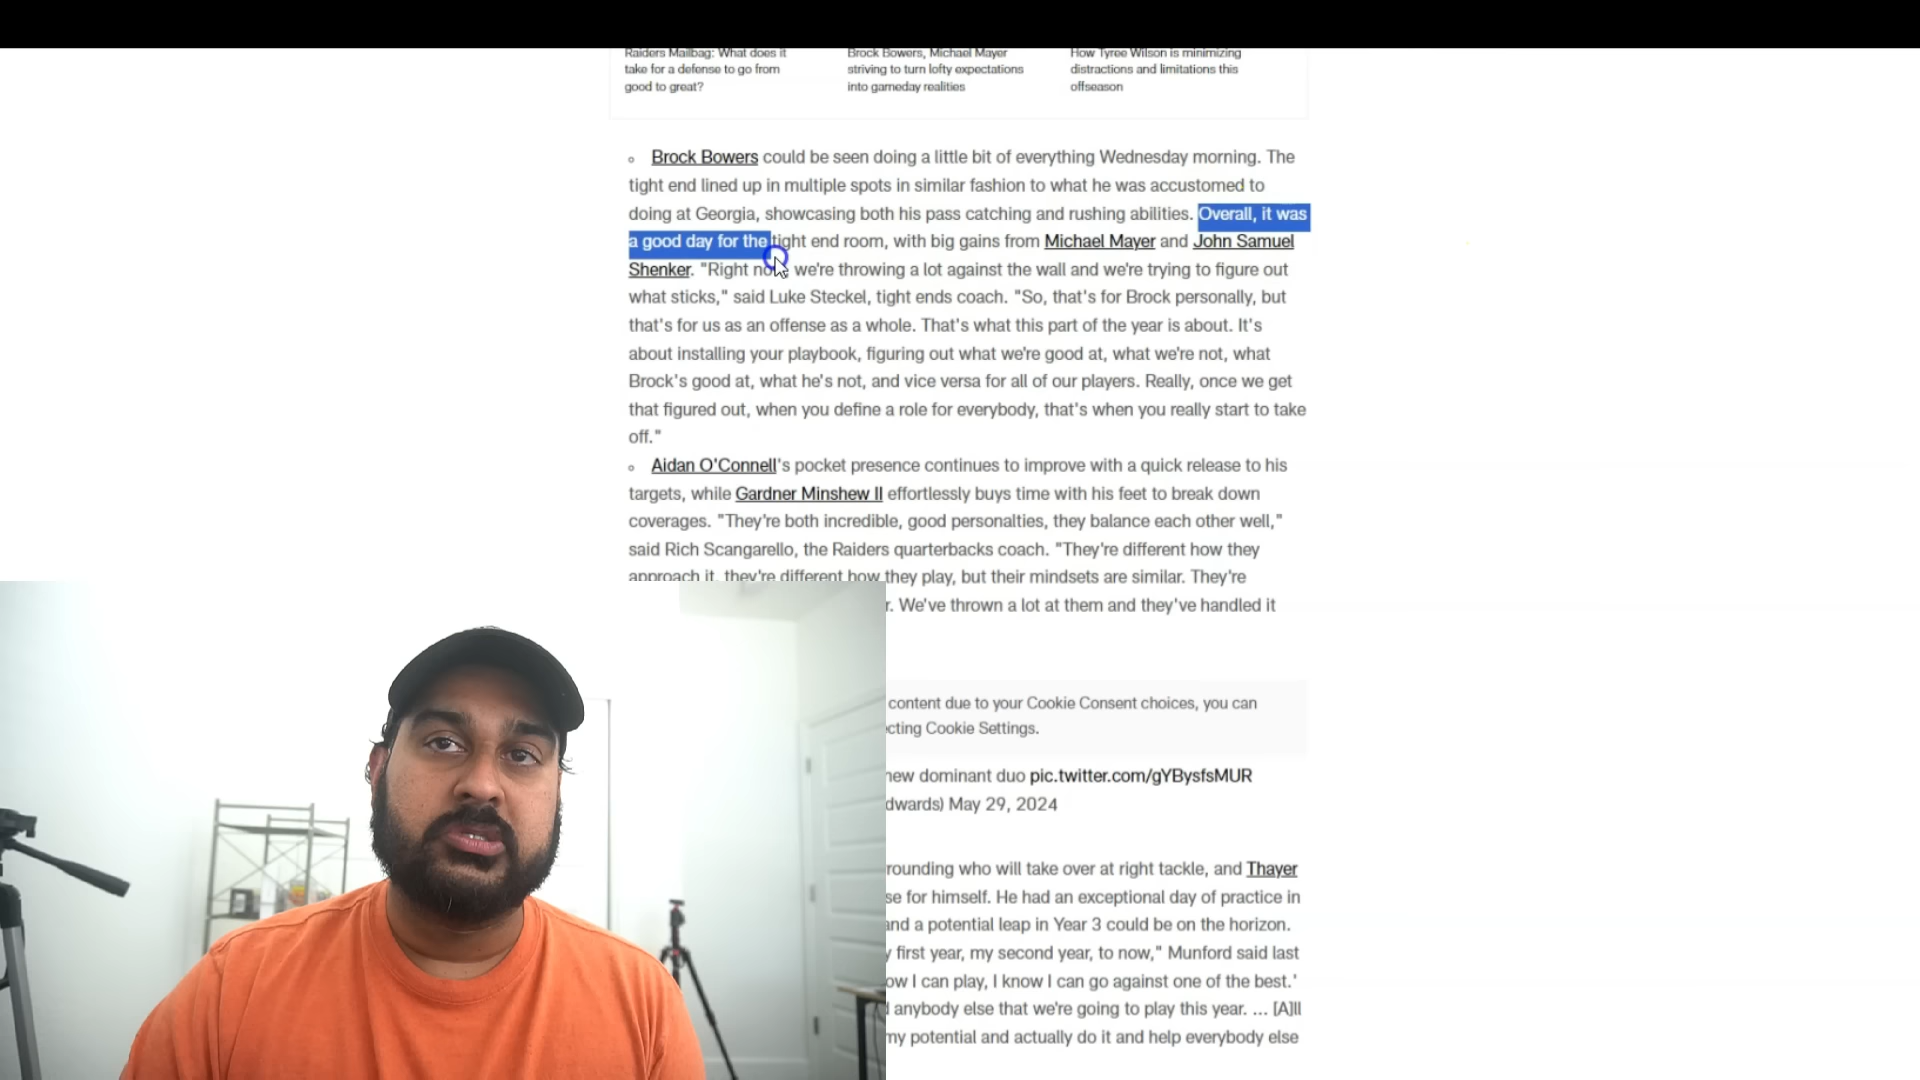 Raiders Mailbag: What does it
take for a defense to go from
good to great?
Brock Bowers, Michael Mayer
striving to turn lofty expectations
into gameday realities
How Tyree Wilson is minimizing
distractions and limitations this
offseason
Brock Bowers could be seen doing a little bit of everything Wednesday morning. The
tight end lined up in multiple spots in similar fashion to what he was accustomed to
doing at Georgia, showcasing both his pass catching and rushing abilities. Overall, it was
a good day for the tight end room, with big gains from Michael Mayer and John Samuel
Shenker. "Right now, we're throwing a lot against the wall and we're trying to figure out
what sticks," said Luke Steckel, tight ends coach. "So, that's for Brock personally, but
that's for us as an offense as a whole. That's what this part of the year is about. It's
about installing your playbook, figuring out what we're good at, what we're not, what
Brock's good at, what he's not, and vice versa for all of our players. Really, once we get
that figured out, when you define a role for everybody, that's when you really start to take
off."
Aidan O'Connell's pocket presence continues to improve with a quick release to his
targets, while Gardner Minshew II effortlessly buys time with his feet to break down
coverages. "They're both incredible, good personalties, they balance each other well,"
said Rich Scangarello, the Raiders quarterbacks coach. "They're different how they
approach it, they're different how they play, but their mindsets are similar. They're
r. We've thrown a lot at them and they've handled it
content due to your Cookie Consent choices, you can
cting Cookie Settings.
new dominant duo pic.twitter.com/gYBysfsMUR
dwards) May 29, 2024
rounding who will take over at right tackle, and Thayer
se for himself. He had an exceptional day of practice in
and a potential leap in Year 3 could be on the horizon.
y first year, my second year, to now," Munford said last
ow I can play, I know I can go against one of the best.'
d anybody else that we're going to play this year. ... [A]ll
my potential and actually do it and help everybody else